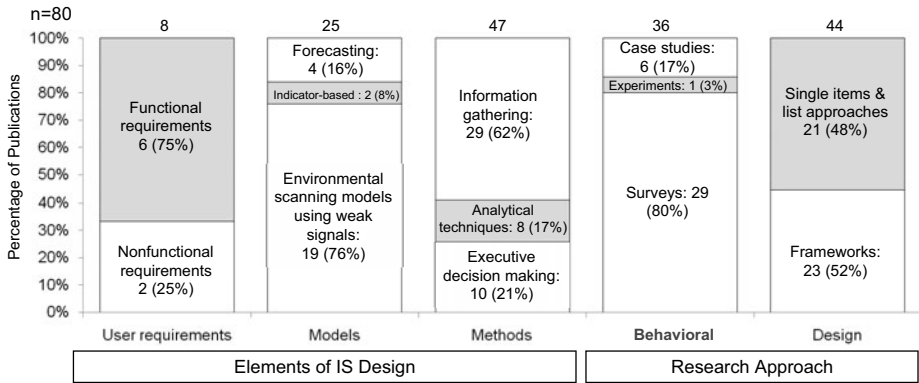 n=80
8
25
47
36
44
Percentage of Publications
100%
90%
80%
70%
60%
50%
40%
30%
20%
10%
0%
Functional
requirements
6 (75%)
Nonfunctional
requirements
2 (25%)
Forecasting:
4 (16%)
Indicator-based : 2 (8%)
Environmental
scanning models
using weak
signals:
19 (76%)
Information
gathering:
29 (62%)
Analytical
techniques: 8 (17%)
Executive
decision making:
10 (21%)
Case studies:
6 (17%)
Experiments: 1 (3%)
Surveys: 29
(80%)
Single items &
list approaches
21 (48%)
Frameworks:
23 (52%)
User requirements
Models
Methods
Behavioral
Design
Elements of IS Design
Research Approach